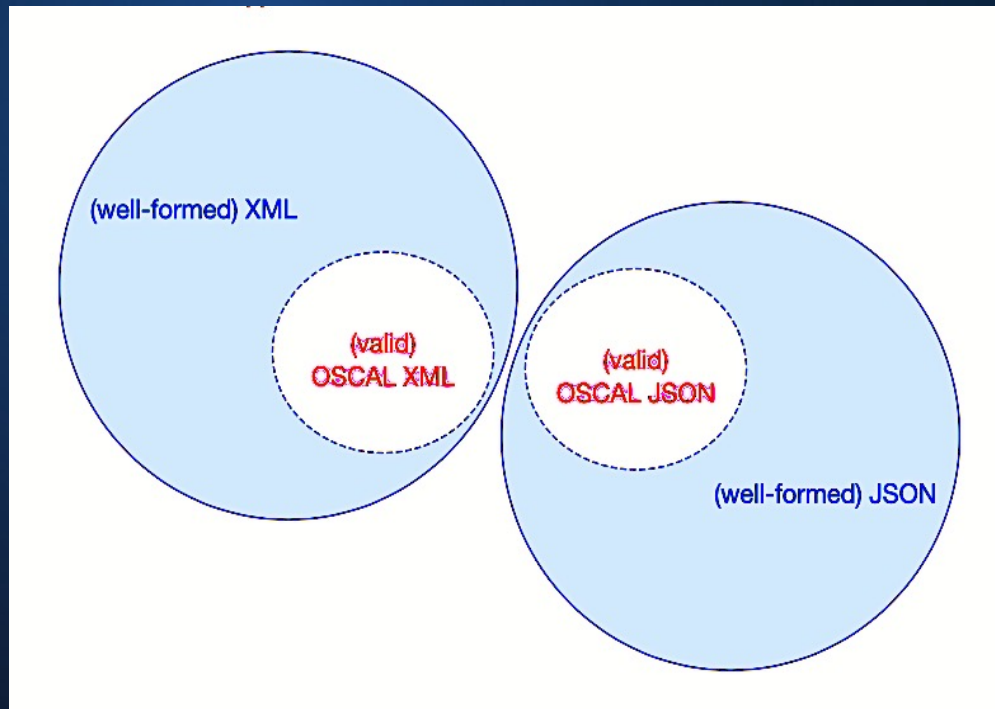 (well-formed) XML
(valid)
OSCAL XML
(valid)
OSCAL JSON
(well-formed) JSON